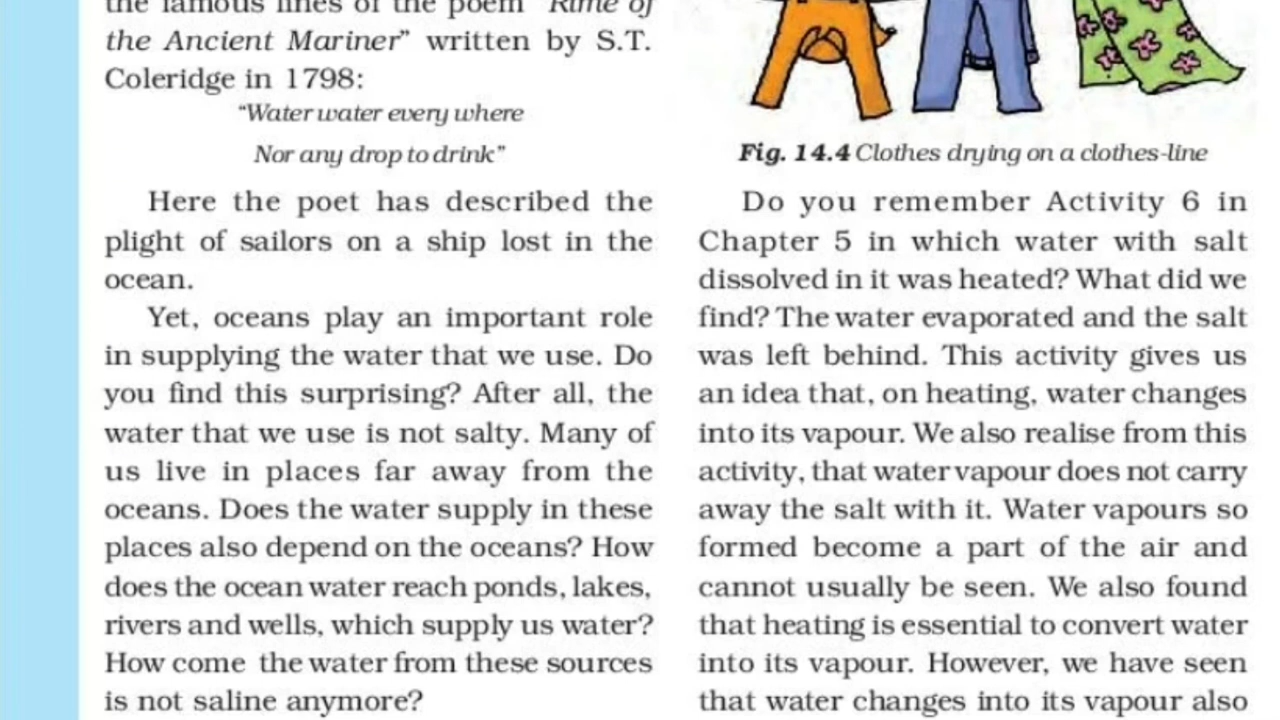 the famous lines of the poem "Rime of
the Ancient Mariner" written by S.T.
Coleridge in 1798:
"Water water every where
Nor any drop to drink"
Here the poet has described the
plight of sailors on a ship lost in the
ocean.
Yet, oceans play an important role
in supplying the water that we use. Do
you find this surprising? After all, the
water that we use is not salty. Many of
us live in places far away from the
oceans. Does the water supply in these
places also depend on the oceans? How
does the ocean water reach ponds, lakes,
rivers and wells, which supply us water?
How come the water from these sources
is not saline anymore?
Fig. 14.4 Clothes drying on a clothes-line
Do you remember Activity 6 in
Chapter 5 in which water with salt
dissolved in it was heated? What did we
find? The water evaporated and the salt
was left behind. This activity gives us
an idea that, on heating, water changes
into its vapour. We also realise from this
activity, that water vapour does not carry
away the salt with it. Water vapours so
formed become a part of the air and
cannot usually be seen. We also found
that heating is essential to convert water
into its vapour. However, we have seen
that water changes into its vapour also